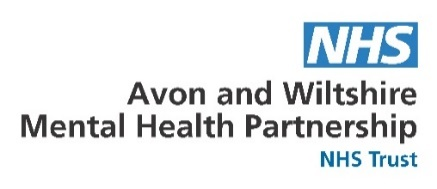 NHS
Avon and Wiltshire
Mental Health Partnership
NHS Trust